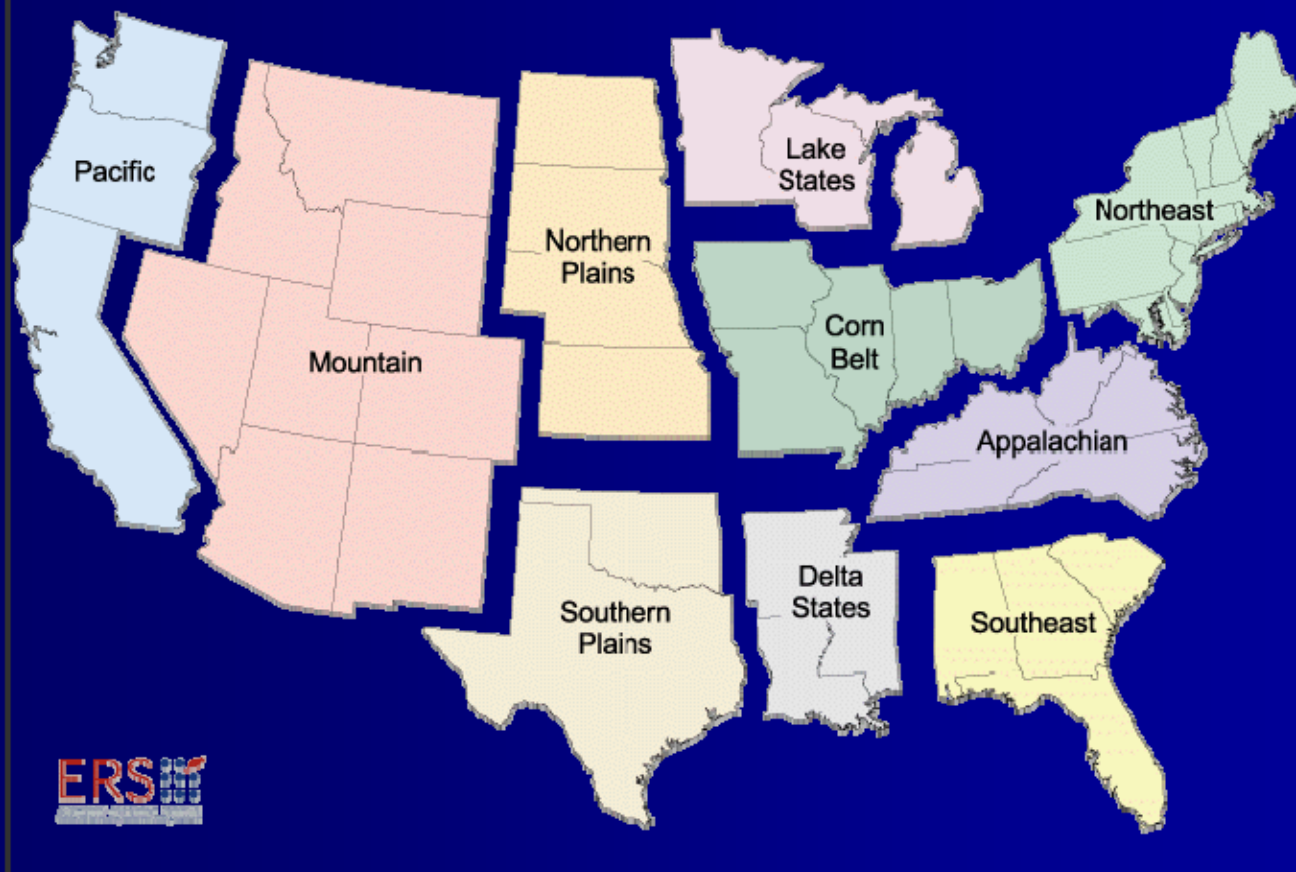 Pacific
Mountain
Northern
Plains
Lake
States
Corn
Belt
Northeast
Appalachian
Southern
Plains
Delta
States
Southeast
ERS